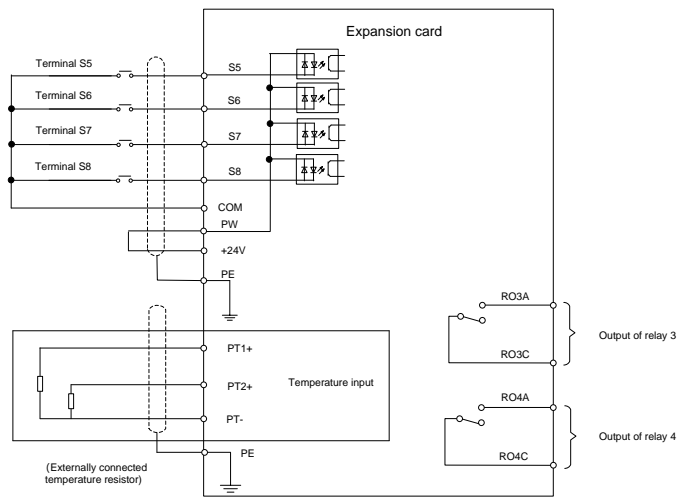 Expansion card
Terminal S5
S5
Terminal S6
S6
Terminal S7
S7
Terminal S8
S8
COM
PW
+24V
PE
RO3A
Output of relay 3
RO3C
PT1+
PT2+
Temperature input
PT-
RO4A
Output of relay 4
RO4C
PE
(Externally connected
temperature resistor)